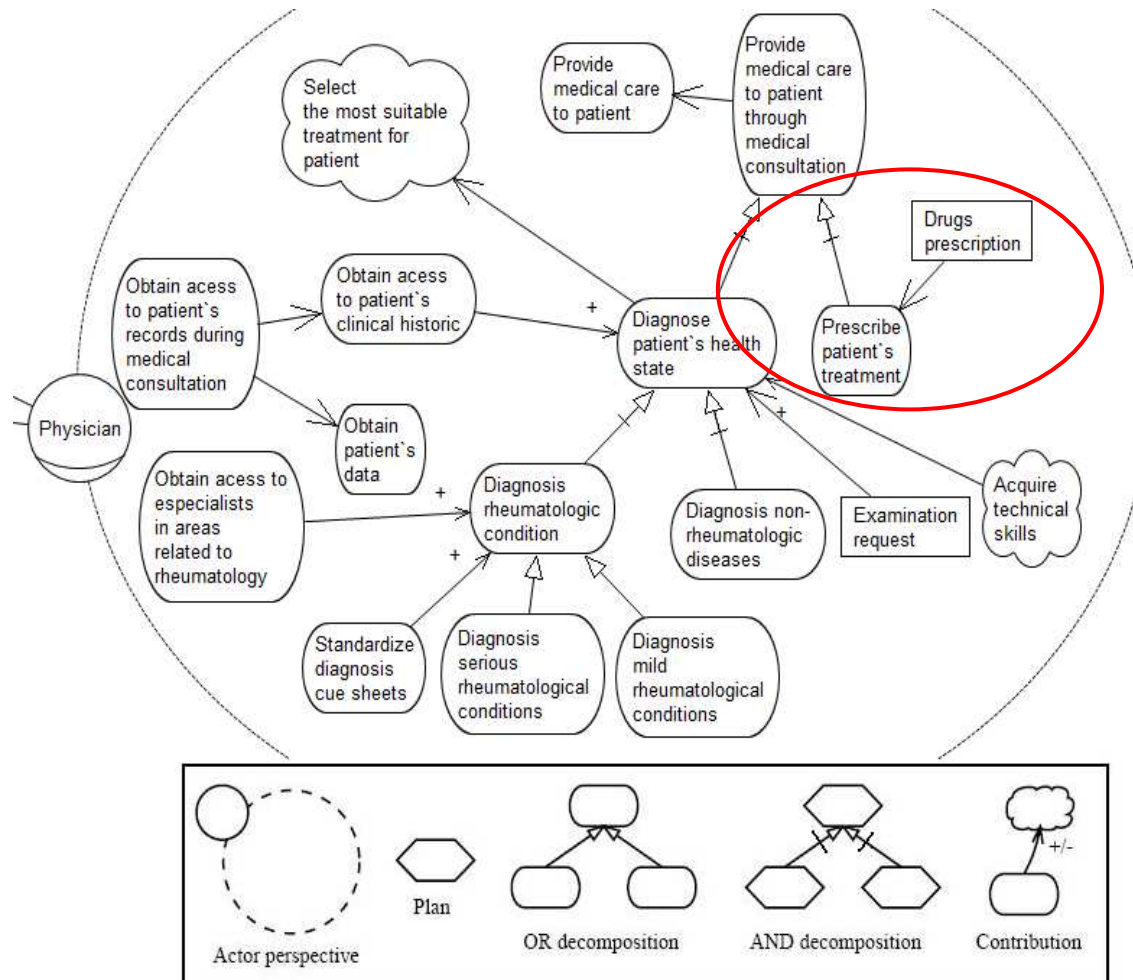 Select
the most suitable
treatment for
patient
Provide
medical care
to patient
Provide
medical care
to patient
through
medical
consultation
Drugs
prescription
Obtain acess
to patient`s
records during
medical
consultation
Obtain acess
to patient`s
clinical historic
+
Diagnose
patient`s health
state
Prescribe
patient`s
treatment
Physician
Obtain
patient`s
data
+
Obtain acess to
especialists
in areas
related to
rheumatology
+
+
Diagnosis
rheumatologic
condition
Diagnosis non-
rheumatologic
diseases
Examination
request
Acquire
technical
skills
Standardize
diagnosis
cue sheets
Diagnosis
serious
rheumatological
conditions
Diagnosis
mild
rheumatological
conditions
Actor perspective
Plan
OR decomposition
AND decomposition
+/-
Contribution